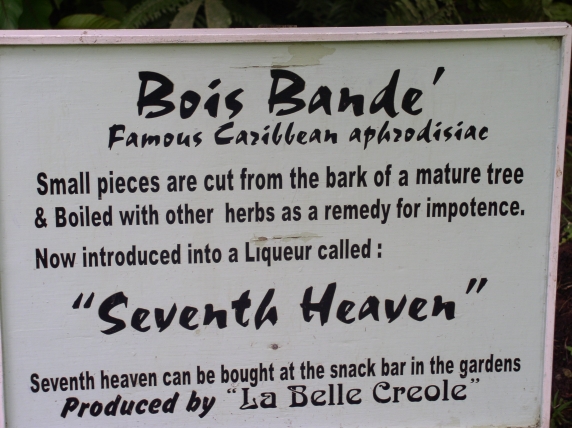 Bois Bande'
Famous Caribbean aphrodisiac
Small pieces are cut from the bark of a mature tree
& Boiled with other herbs as a remedy for impotence.
Now introduced into a Liqueur called :
"Seventh Heaven"
Seventh heaven can be bought at the snack bar in the gardens
Produced by "La Belle Creole"